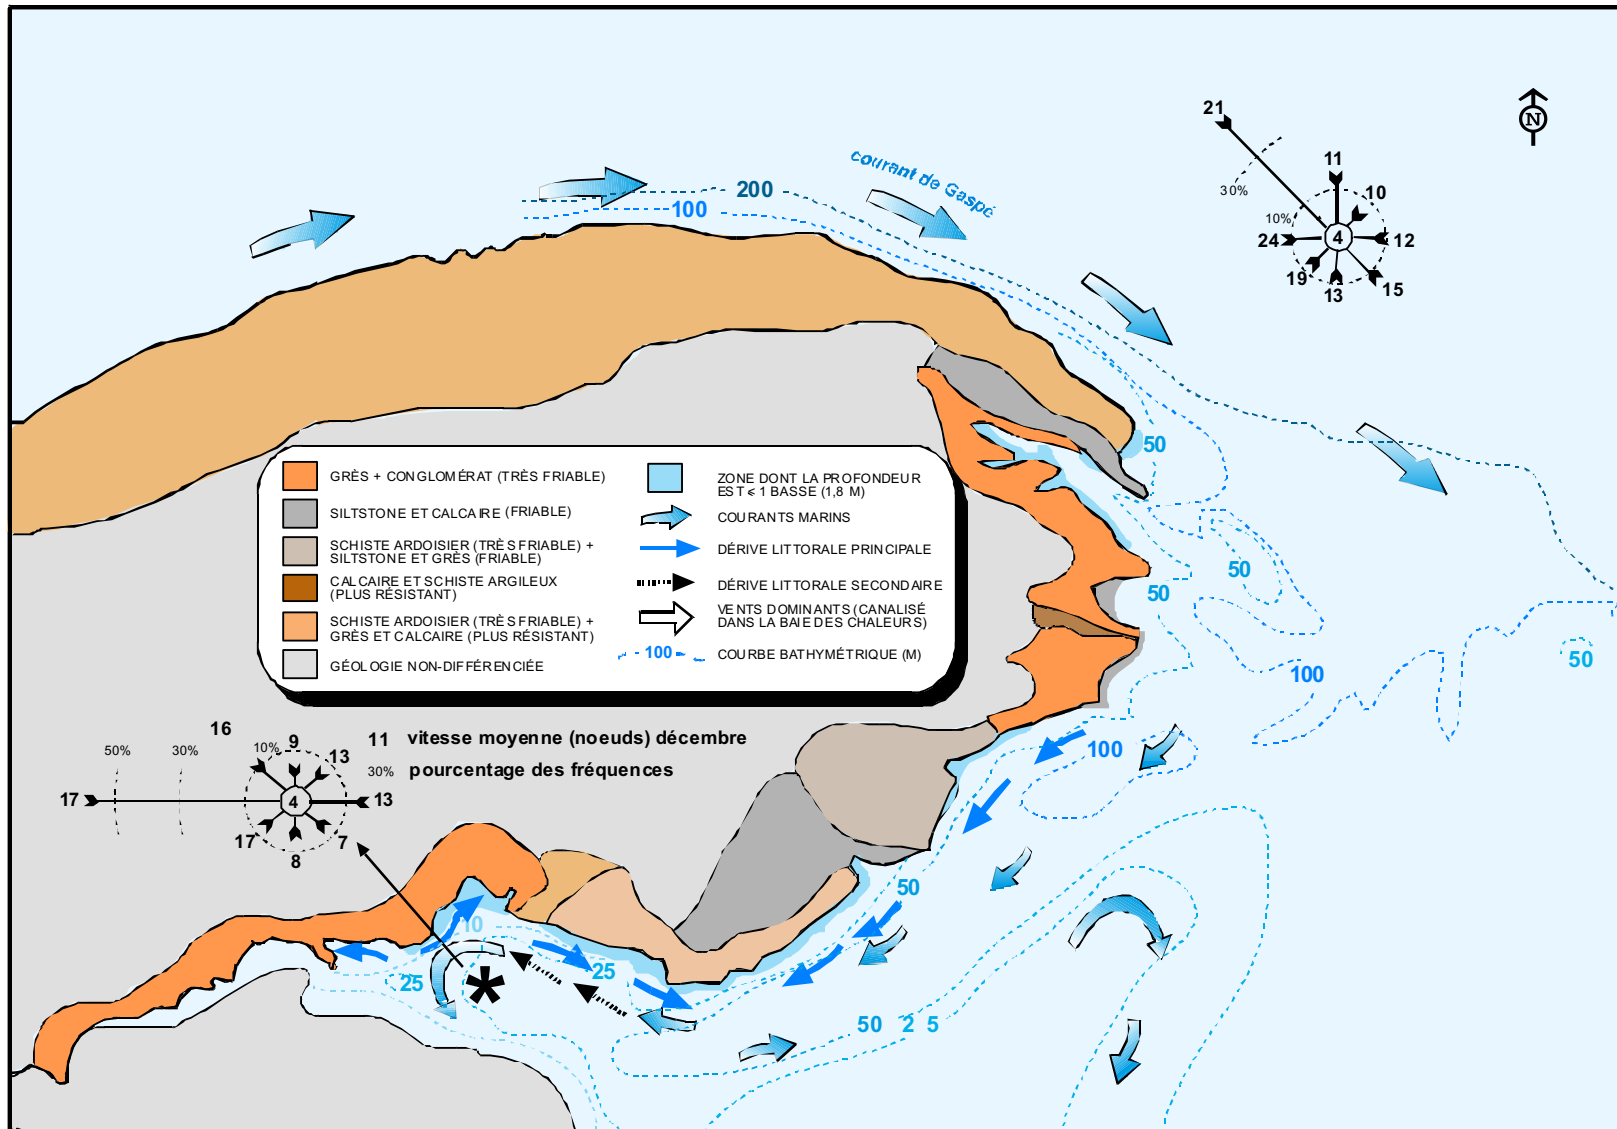 21
N
11
courant de Gaspé
30%
10
200
10%
100
24
4
12
19
13
15
50
GRÈS + CONGLOMÉRAT (TRÈS FRIABLE)
SILTSTONE ET CALCAIRE (FRIABLE)
SCHISTE ARDOISIER (TRÈS FRIABLE) +
SILTSTONE ET GRÈS (FRIABLE)
CALCAIRE ET SCHISTE ARGILEUX
(PLUS RÉSISTANT)
SCHISTE ARDOISIER (TRÈS FRIABLE) +
GRÈS ET CALCAIRE (PLUS RÉSISTANT)
GÉOLOGIE NON-DIFFÉRENCIÉE
ZONE DONT LA PROFONDEUR
EST ≤ 1 BASSE (1,8 M)
COURANTS MARINS
DÉRIVE LITTORALE PRINCIPALE
DÉRIVE LITTORALE SECONDAIRE
VENTS DOMINANTS (CANALISÉ
DANS LA BAIE DES CHALEURS)
100
COURBE BATHYMÉTRIQUE (M)
50
50
50
100
16
11 vitesse moyenne (noeuds) décembre
50%
30%
10%
9
13
30% pourcentage des fréquences
100
17
4
13
17
8
7
50
10
25
25
50 25